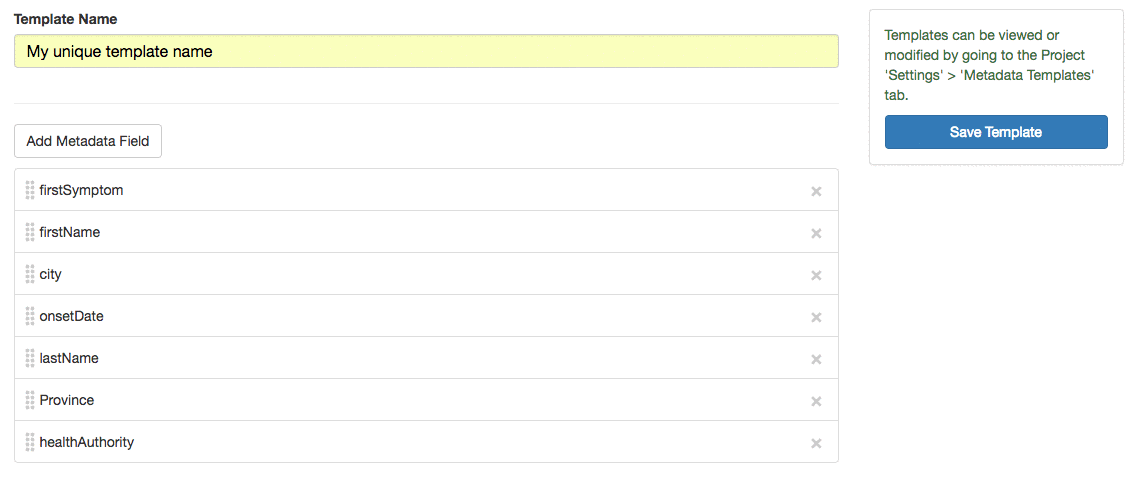 Template Name
My unique template name
Add Metadata Field
firstSymptom
firstName
city
onsetDate
lastName
Province
healthAuthority
Templates can be viewed or
modified by going to the Project
'Settings' > 'Metadata Templates'
tab.
Save Template